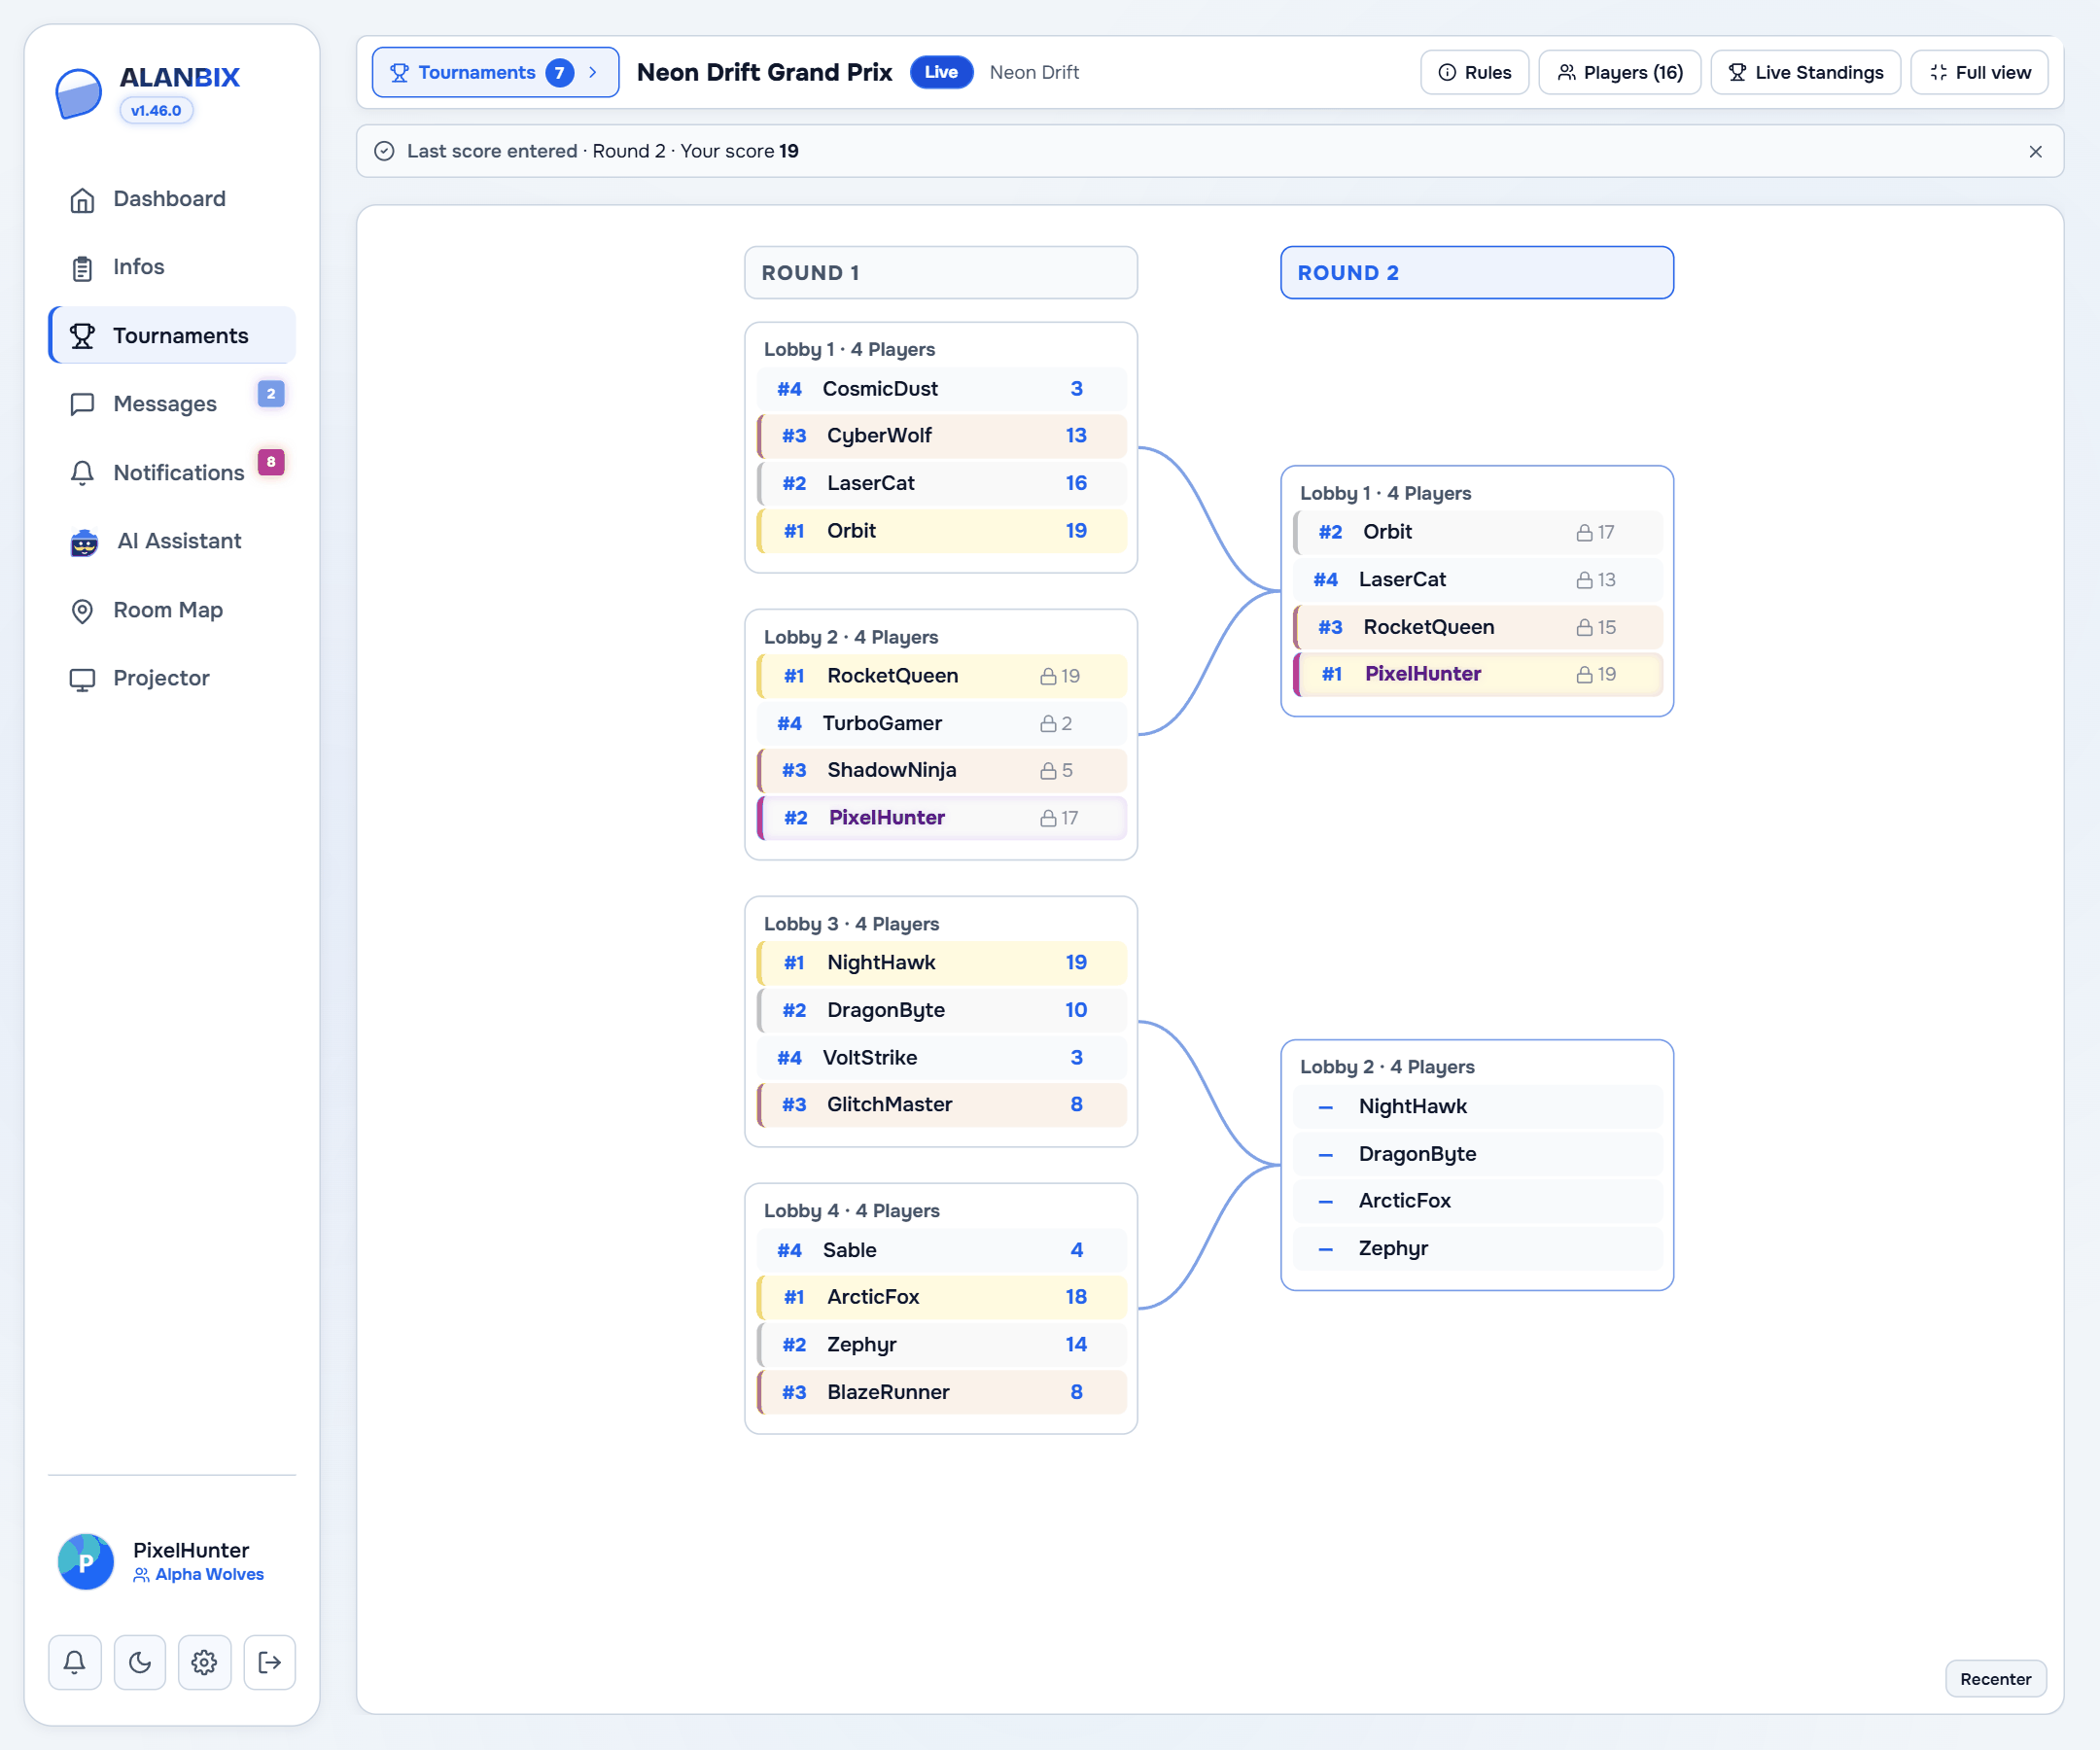 ALANBIX
v1.46.0
Dashboard
Infos
Tournaments
Messages 2
Notifications 8
AI Assistant
Room Map
Projector
P
PixelHunter
Alpha Wolves
Tournaments 7
Neon Drift Grand Prix
Live
Neon Drift
Rules
Players (16)
Live Standings
Full view
Last score entered · Round 2 · Your score 19
ROUND 1
Lobby 1 · 4 Players
#4 CosmicDust 3
#3 CyberWolf 13
#2 LaserCat 16
#1 Orbit 19
Lobby 2 · 4 Players
#1 RocketQueen 19
#4 TurboGamer 2
#3 ShadowNinja 5
#2 PixelHunter 17
Lobby 3 · 4 Players
#1 NightHawk 19
#2 DragonByte 10
#4 VoltStrike 3
#3 GlitchMaster 8
Lobby 4 · 4 Players
#4 Sable 4
#1 ArcticFox 18
#2 Zephyr 14
#3 BlazeRunner 8
ROUND 2
Lobby 1 · 4 Players
#2 Orbit 17
#4 LaserCat 13
#3 RocketQueen 15
#1 PixelHunter 19
Lobby 2 · 4 Players
– NightHawk
– DragonByte
– ArcticFox
– Zephyr
Recenter